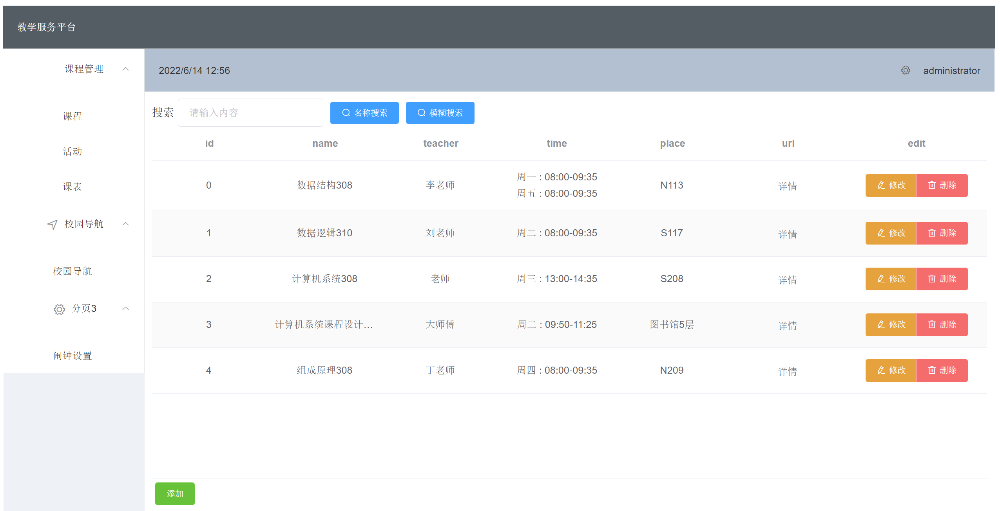 教学服务平台
课程管理
课程
活动
课表
校园导航
校园导航
分页3
闹钟设置
2022/6/14 12:56 administrator
搜索 请输入内容 名称搜索 模糊搜索
id name teacher time place url edit
0 数据结构308 李老师 周一 : 08:00-09:35 N113 详情 修改 删除
周五 : 08:00-09:35
1 数据逻辑310 刘老师 周二 : 08:00-09:35 S117 详情 修改 删除
2 计算机系统308 老师 周三 : 13:00-14:35 S208 详情 修改 删除
3 计算机系统课程设计... 大师傅 周二 : 09:50-11:25 图书馆5层 详情 修改 删除
4 组成原理308 丁老师 周四 : 08:00-09:35 N209 详情 修改 删除
添加